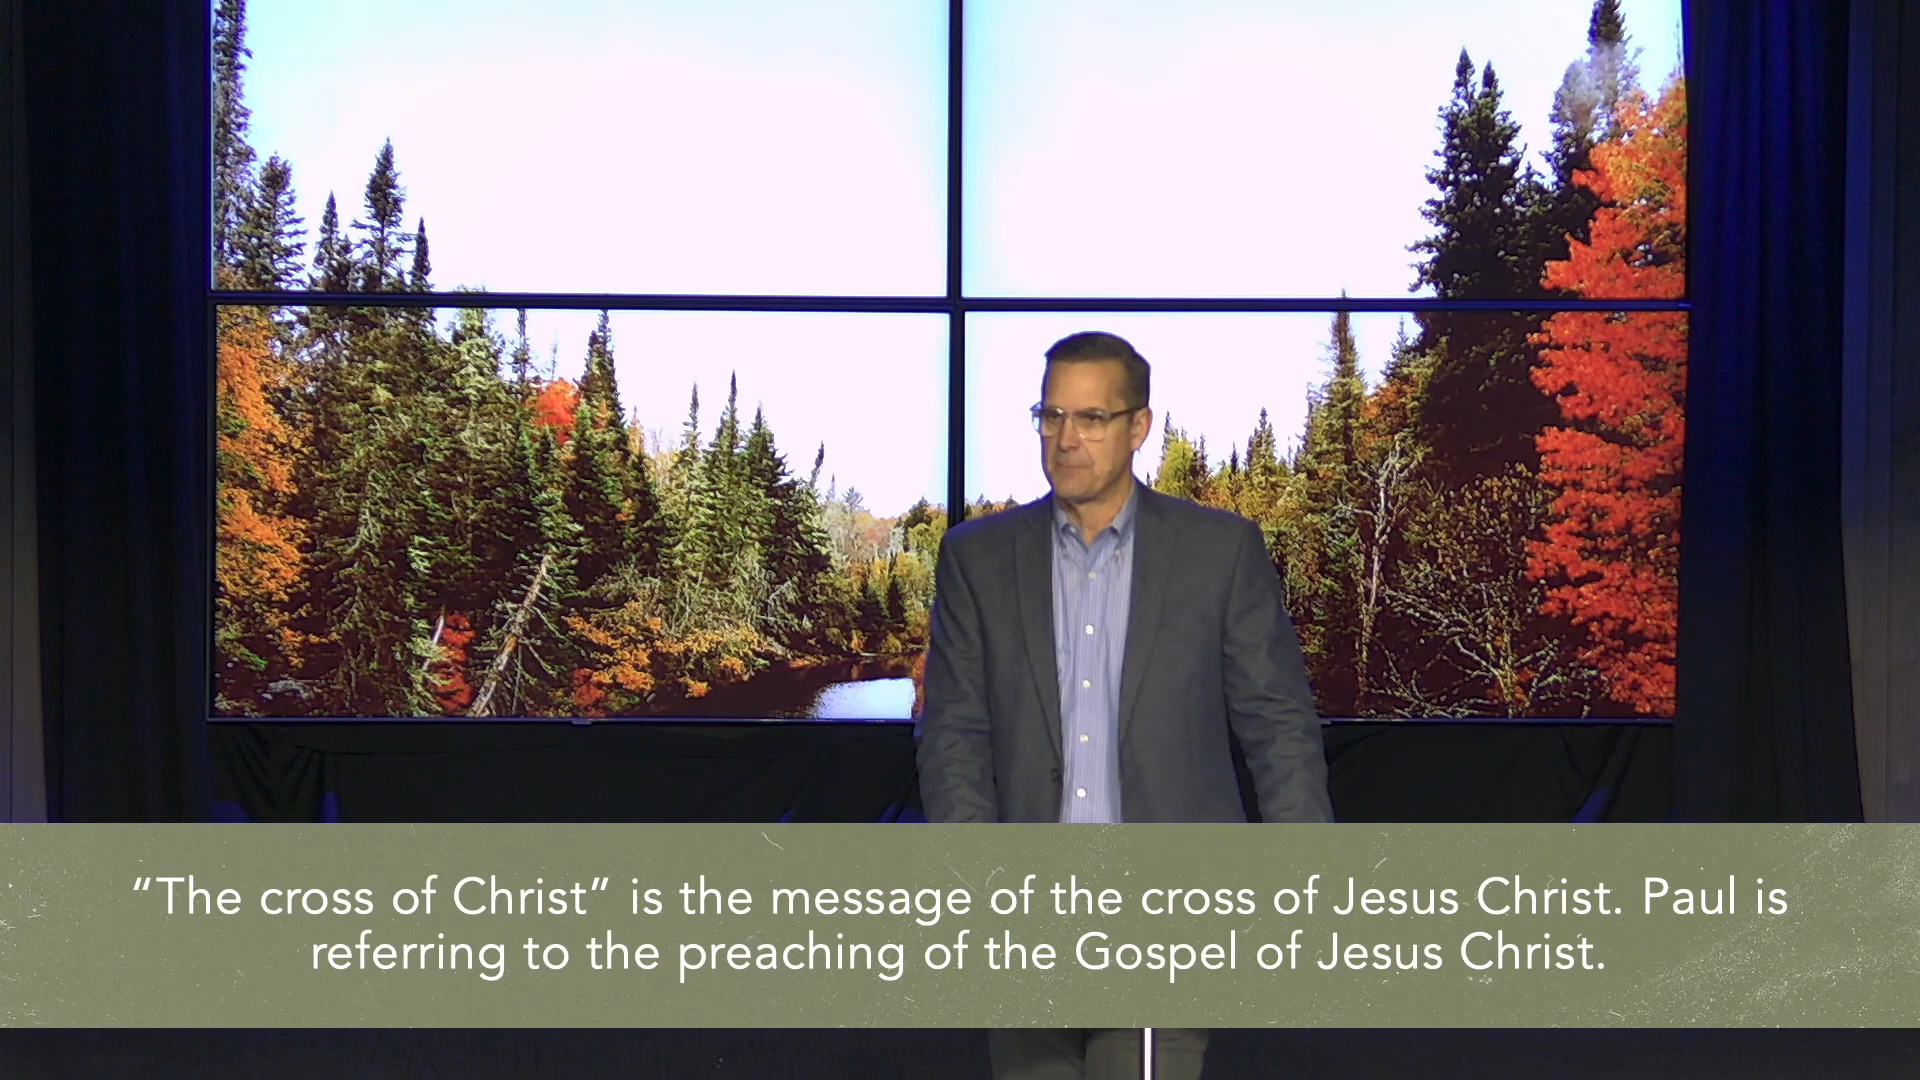 “The cross of Christ” is the message of the cross of Jesus Christ. Paul is
referring to the preaching of the Gospel of Jesus Christ.